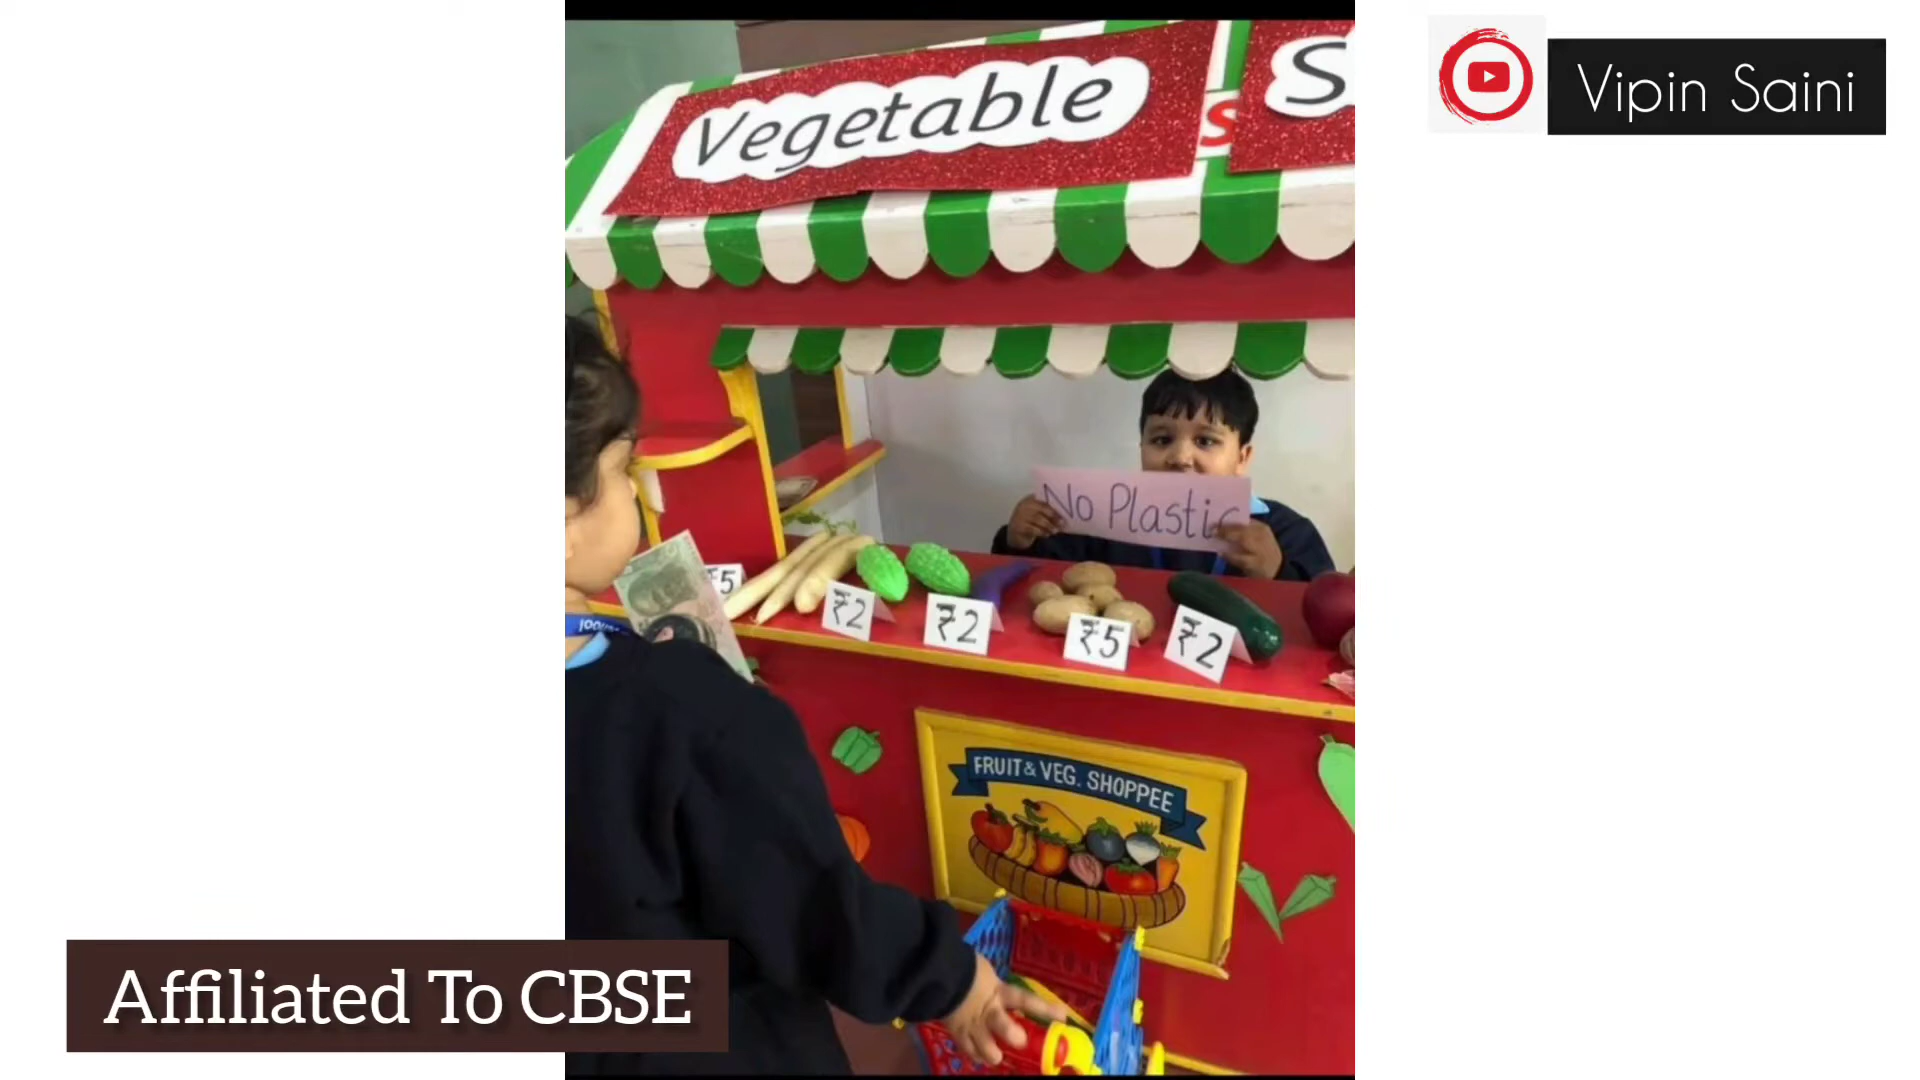 Vegetable S
S
Vipin Saini
No Plastic
₹5
₹2
₹2
₹5
₹2
FRUIT & VEG. SHOPPEE
Affiliated To CBSE